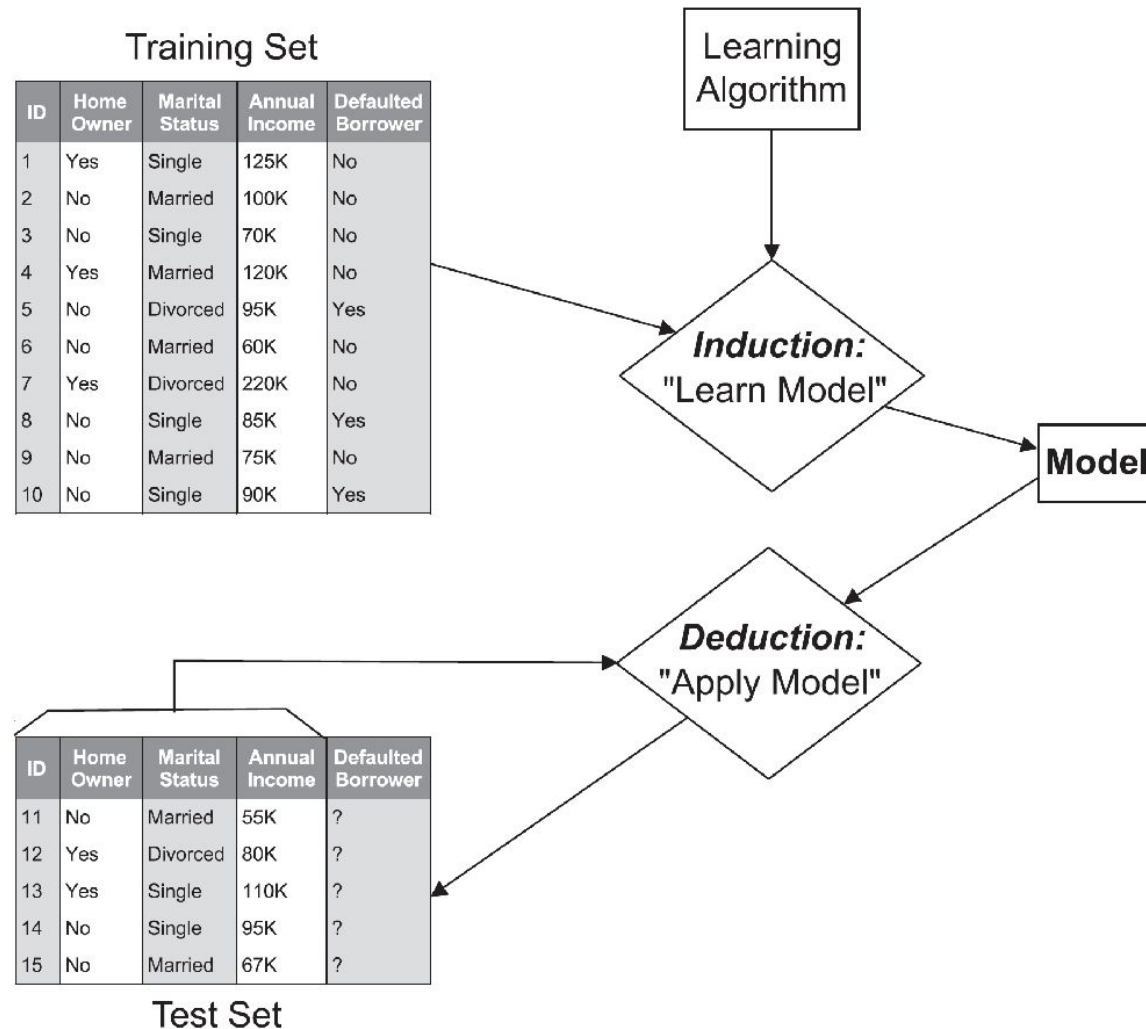 Training Set
ID Home Owner Marital Status Annual Income Defaulted Borrower
1 Yes Single 125K No
2 No Married 100K No
3 No Single 70K No
4 Yes Married 120K No
5 No Divorced 95K Yes
6 No Married 60K No
7 Yes Divorced 220K No
8 No Single 85K Yes
9 No Married 75K No
10 No Single 90K Yes
Learning
Algorithm
Induction:
"Learn Model"
Model
Deduction:
"Apply Model"
ID Home Owner Marital Status Annual Income Defaulted Borrower
11 No Married 55K ?
12 Yes Divorced 80K ?
13 Yes Single 110K ?
14 No Single 95K ?
15 No Married 67K ?
Test Set